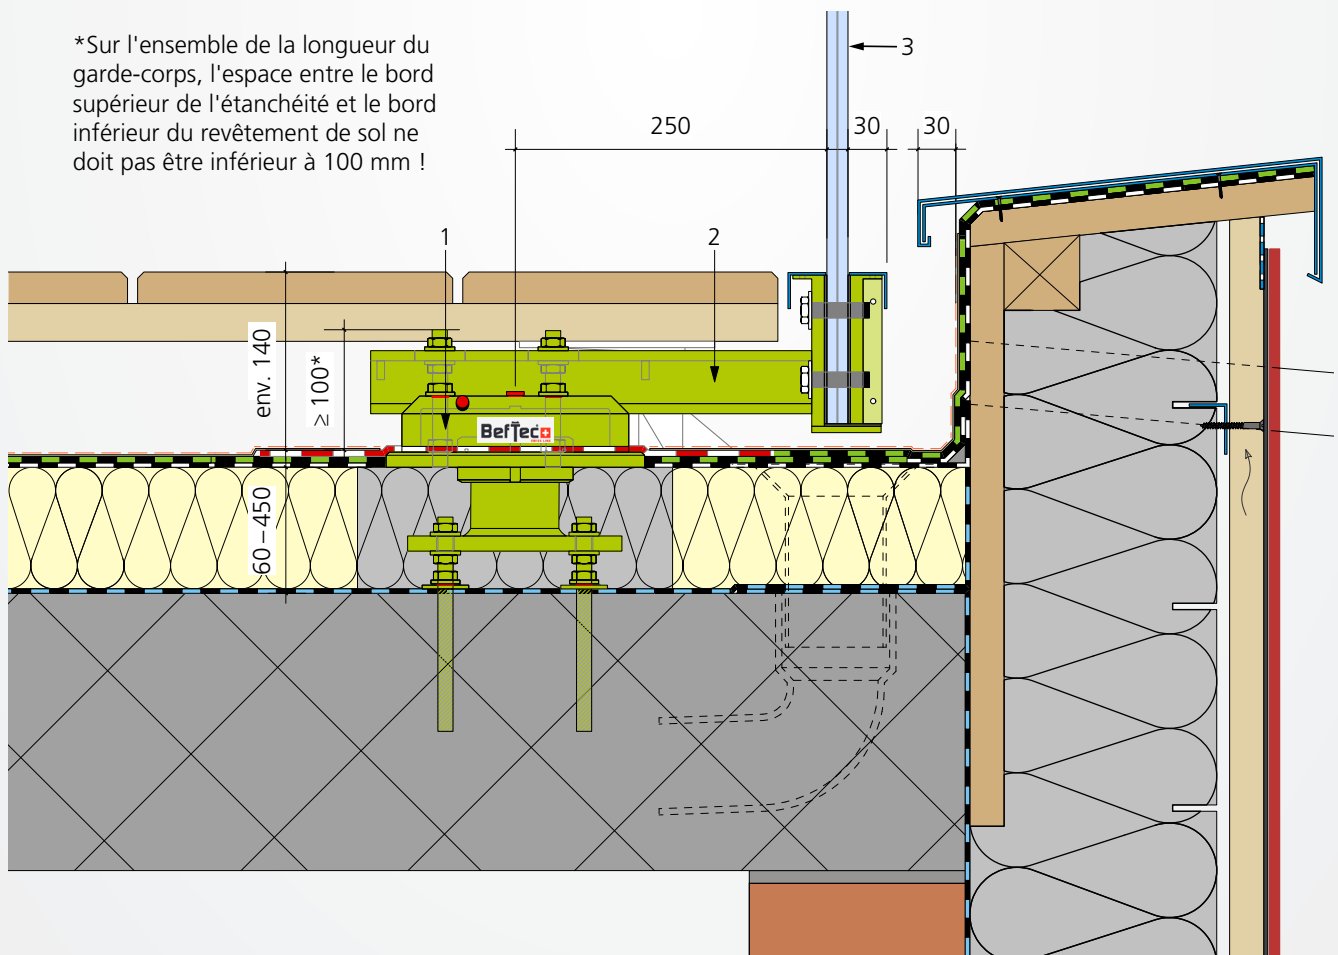 *Sur l'ensemble de la longueur du
garde-corps, l'espace entre le bord
supérieur de l'étanchéité et le bord
inférieur du revêtement de sol ne
doit pas être inférieur à 100 mm !
3
250
30
30
1
2
env. 140
≥ 100*
BefTec
60–450